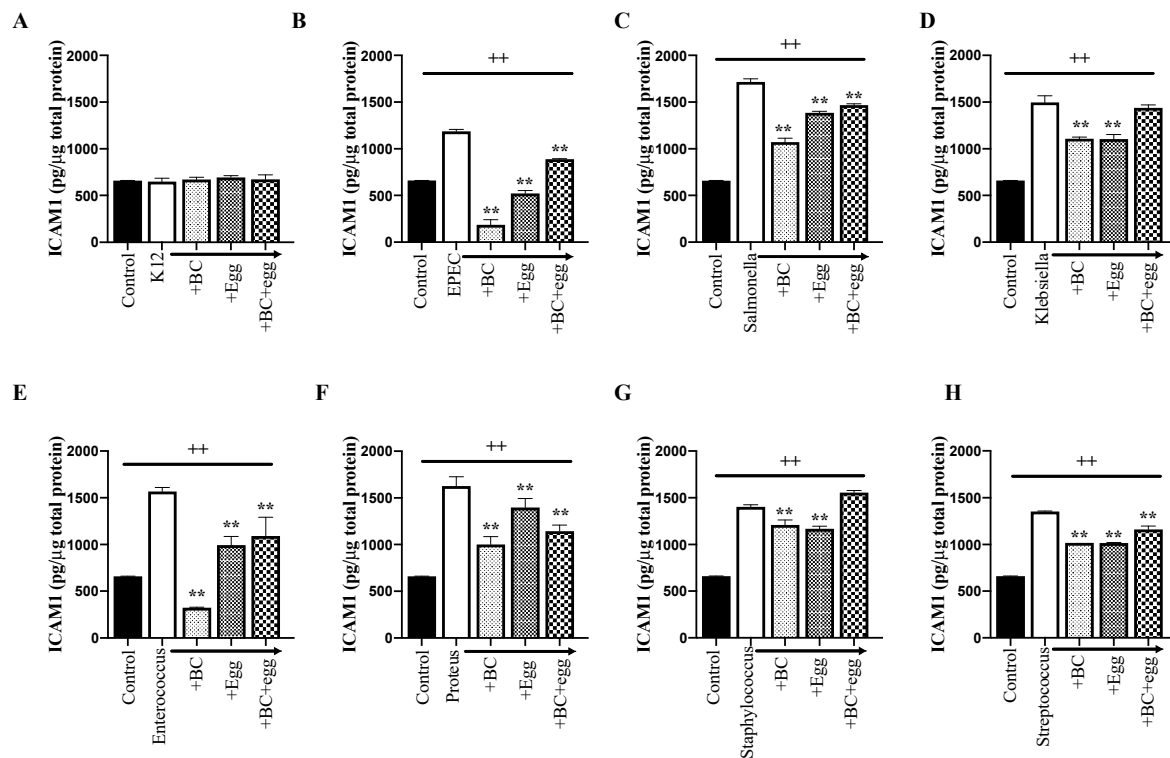 A
ICAM1 (pg/µg total protein)
2000
1500
1000
500
0
Control
K12
+BC
+Egg
+BC+egg
B
ICAM1 (pg/µg total protein)
2000
1500
1000
500
0
++
**
**
**
Control
EPEC
+BC
+Egg
+BC+egg
C
ICAM1 (pg/µg total protein)
2000
1500
1000
500
0
++
**
**
**
Control
Salmonella
+BC
+Egg
+BC+egg
D
ICAM1 (pg/µg total protein)
2000
1500
1000
500
0
++
**
**
Control
Klebsiella
+BC
+Egg
+BC+egg
E
ICAM1 (pg/µg total protein)
2000
1500
1000
500
0
++
**
**
**
Control
Enterococcus
+BC
+Egg
+BC+egg
F
ICAM1 (pg/µg total protein)
2000
1500
1000
500
0
++
**
**
**
Control
Proteus
+BC
+Egg
+BC+egg
G
ICAM1 (pg/µg total protein)
2000
1500
1000
500
0
++
**
**
Control
Staphylococcus
+BC
+Egg
+BC+egg
H
ICAM1 (pg/µg total protein)
2000
1500
1000
500
0
++
**
**
**
Control
Streptococcus
+BC
+Egg
+BC+egg